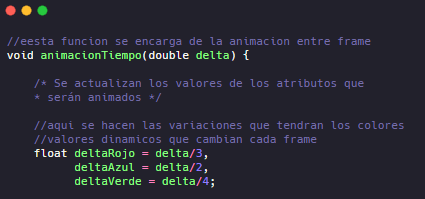 //eesta funcion se encarga de la animacion entre frame
void animacionTiempo(double delta) {
/* Se actualizan los valores de los atributos que
* serán animados */
//aqui se hacen las variaciones que tendran los colores
//valores dinamicos que cambian cada frame
float deltaRojo = delta/3,
deltaAzul = delta/2,
deltaVerde = delta/4;